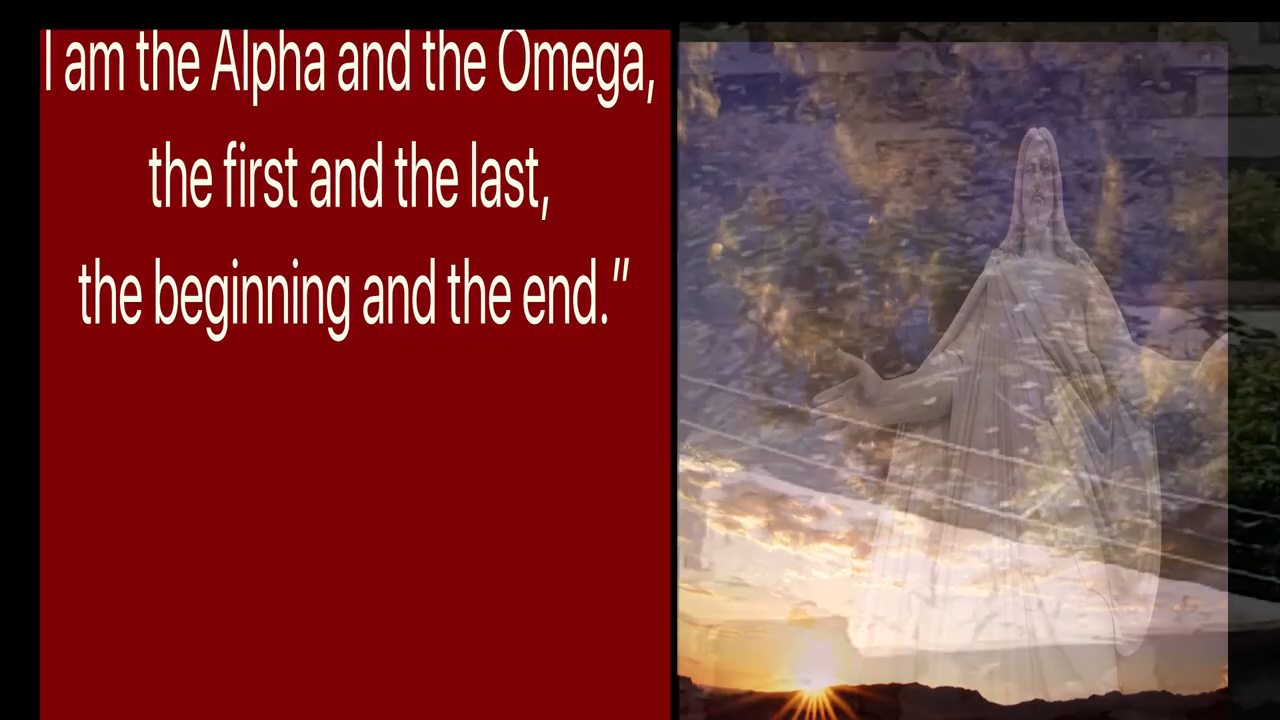 I am the Alpha and the Omega,
the first and the last,
the beginning and the end.”